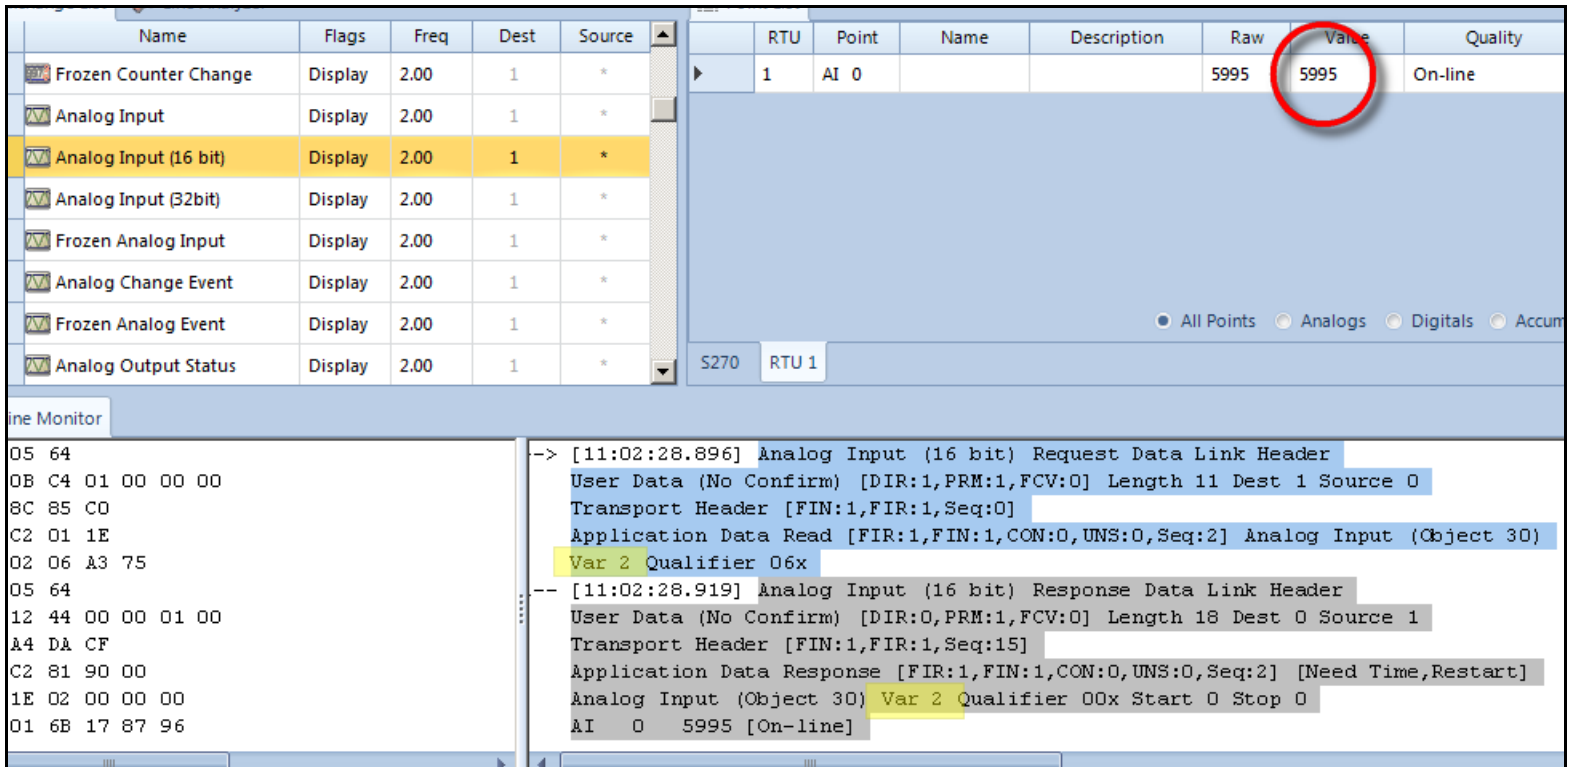 Name Flags Freq Dest Source
Frozen Counter Change Display 2.00 1 *
Analog Input Display 2.00 1 *
Analog Input (16 bit) Display 2.00 1 *
Analog Input (32bit) Display 2.00 1 *
Frozen Analog Input Display 2.00 1 *
Analog Change Event Display 2.00 1 *
Frozen Analog Event Display 2.00 1 *
Analog Output Status Display 2.00 1 *
RTU Point Name Description Raw Value Quality
1 AI 0 5995 5995 On-line
All Points Analogs Digitals Accum
S270 RTU 1
ine Monitor
05 64
0B C4 01 00 00 00
8C 85 C0
C2 01 1E
02 06 A3 75
05 64
12 44 00 00 01 00
A4 DA CF
C2 81 90 00
1E 02 00 00 00
01 6B 17 87 96
--> [11:02:28.896] Analog Input (16 bit) Request Data Link Header
User Data (No Confirm) [DIR:1,PRM:1,FCV:0] Length 11 Dest 1 Source 0
Transport Header [FIN:1,FIR:1,Seq:0]
Application Data Read [FIR:1,FIN:1,CON:0,UNS:0,Seq:2] Analog Input (Object 30)
Var 2 Qualifier 06x
<-- [11:02:28.919] Analog Input (16 bit) Response Data Link Header
User Data (No Confirm) [DIR:0,PRM:1,FCV:0] Length 18 Dest 0 Source 1
Transport Header [FIN:1,FIR:1,Seq:15]
Application Data Response [FIR:1,FIN:1,CON:0,UNS:0,Seq:2] [Need Time,Restart]
Analog Input (Object 30) Var 2 Qualifier 00x Start 0 Stop 0
AI 0 5995 [On-line]